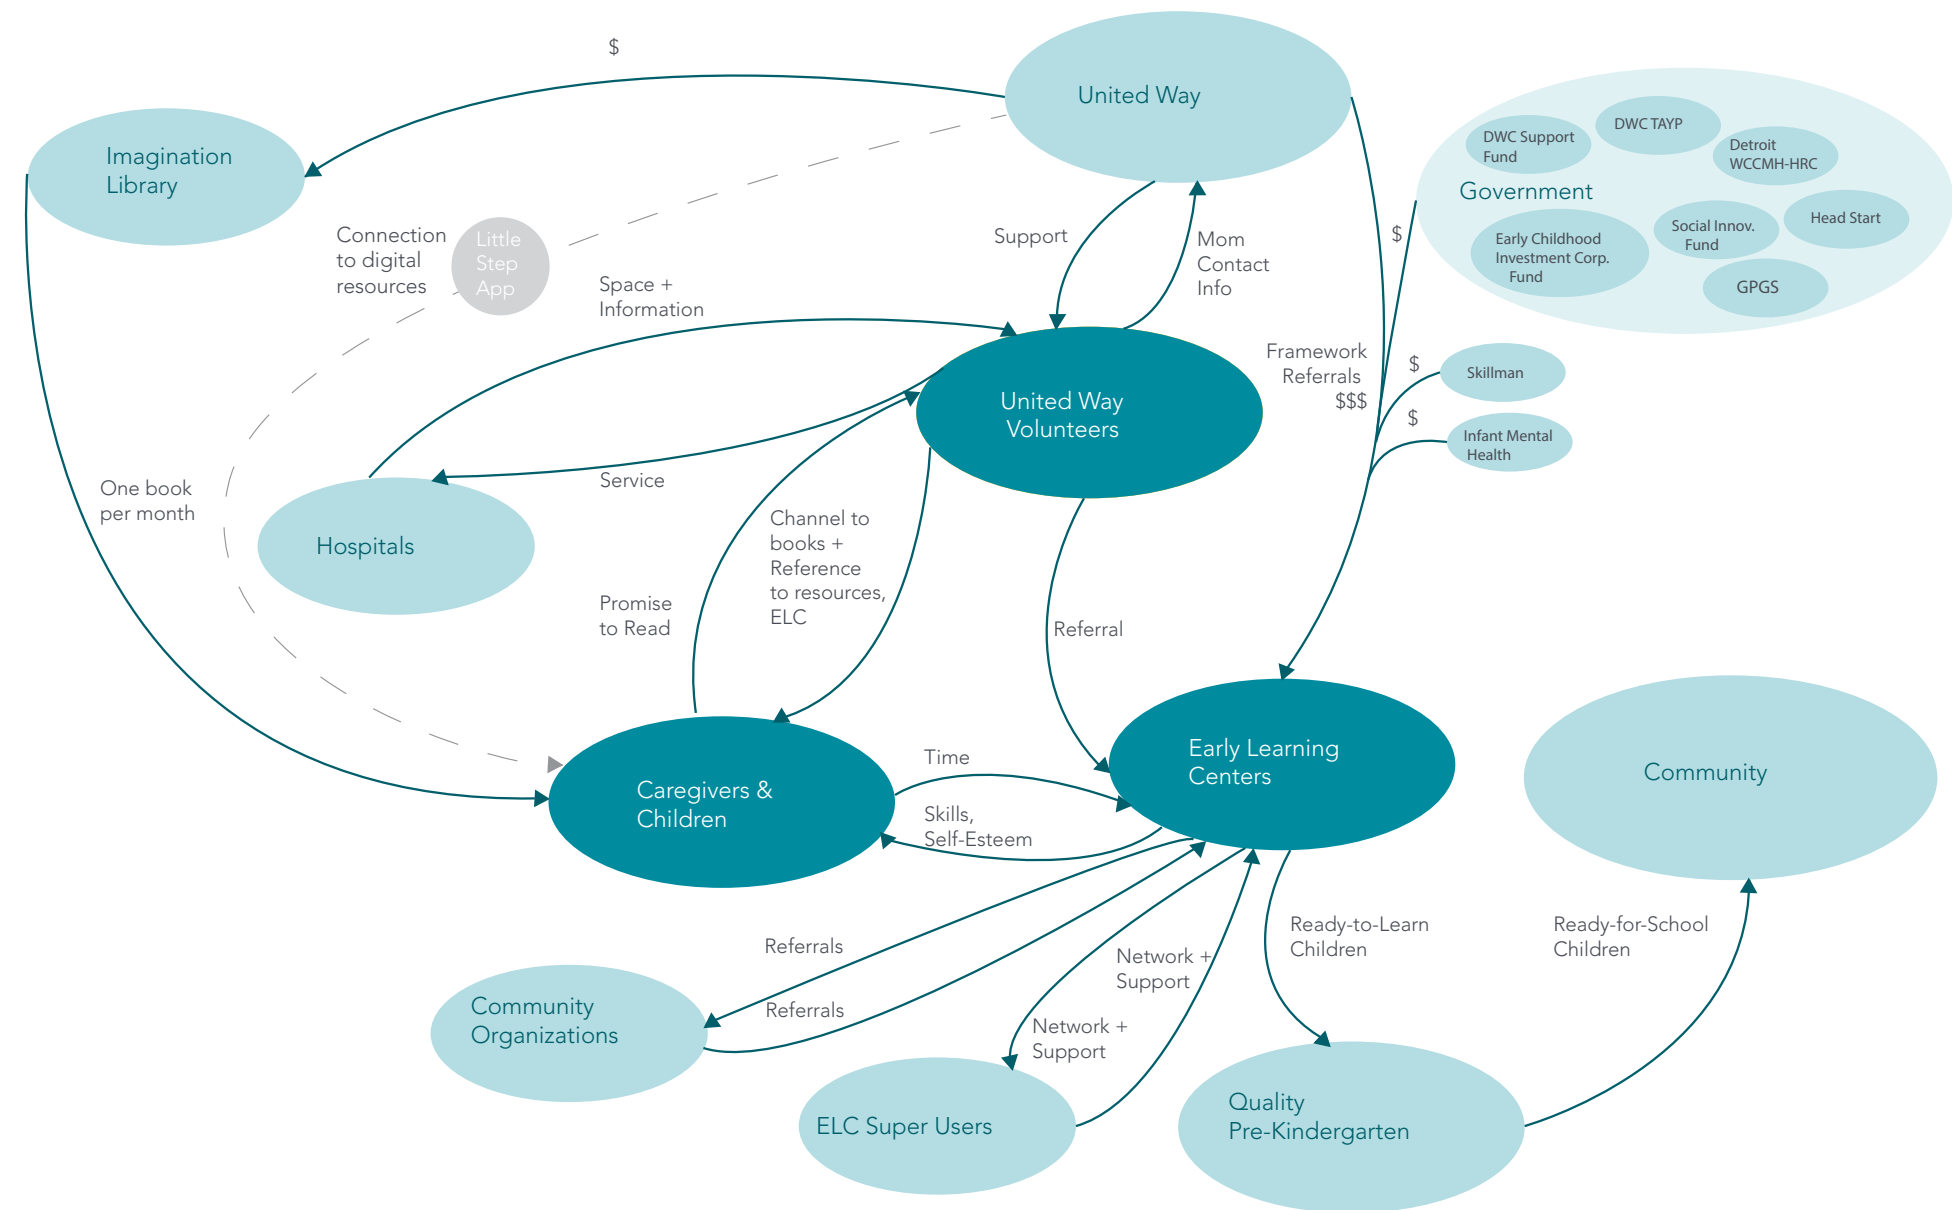 $
United Way
DWC Support
Fund
DWC TAYP
Detroit
WCCMH-HRC
Government
Head Start
Social Innov.
Fund
Early Childhood
Investment Corp.
Fund
GPGS
Imagination
Library
Connection
to digital
resources
Little
Step
App
Space +
Information
Support
Mom
Contact
Info
$
Framework
Referrals
$$$
$
Skillman
$
Infant Mental
Health
United Way
Volunteers
Service
One book
per month
Hospitals
Channel to
books +
Reference
to resources,
ELC
Promise
to Read
Referral
Time
Early Learning
Centers
Community
Caregivers &
Children
Skills,
Self-Esteem
Referrals
Referrals
Network +
Support
Network +
Support
Ready-to-Learn
Children
Ready-for-School
Children
Community
Organizations
ELC Super Users
Quality
Pre-Kindergarten